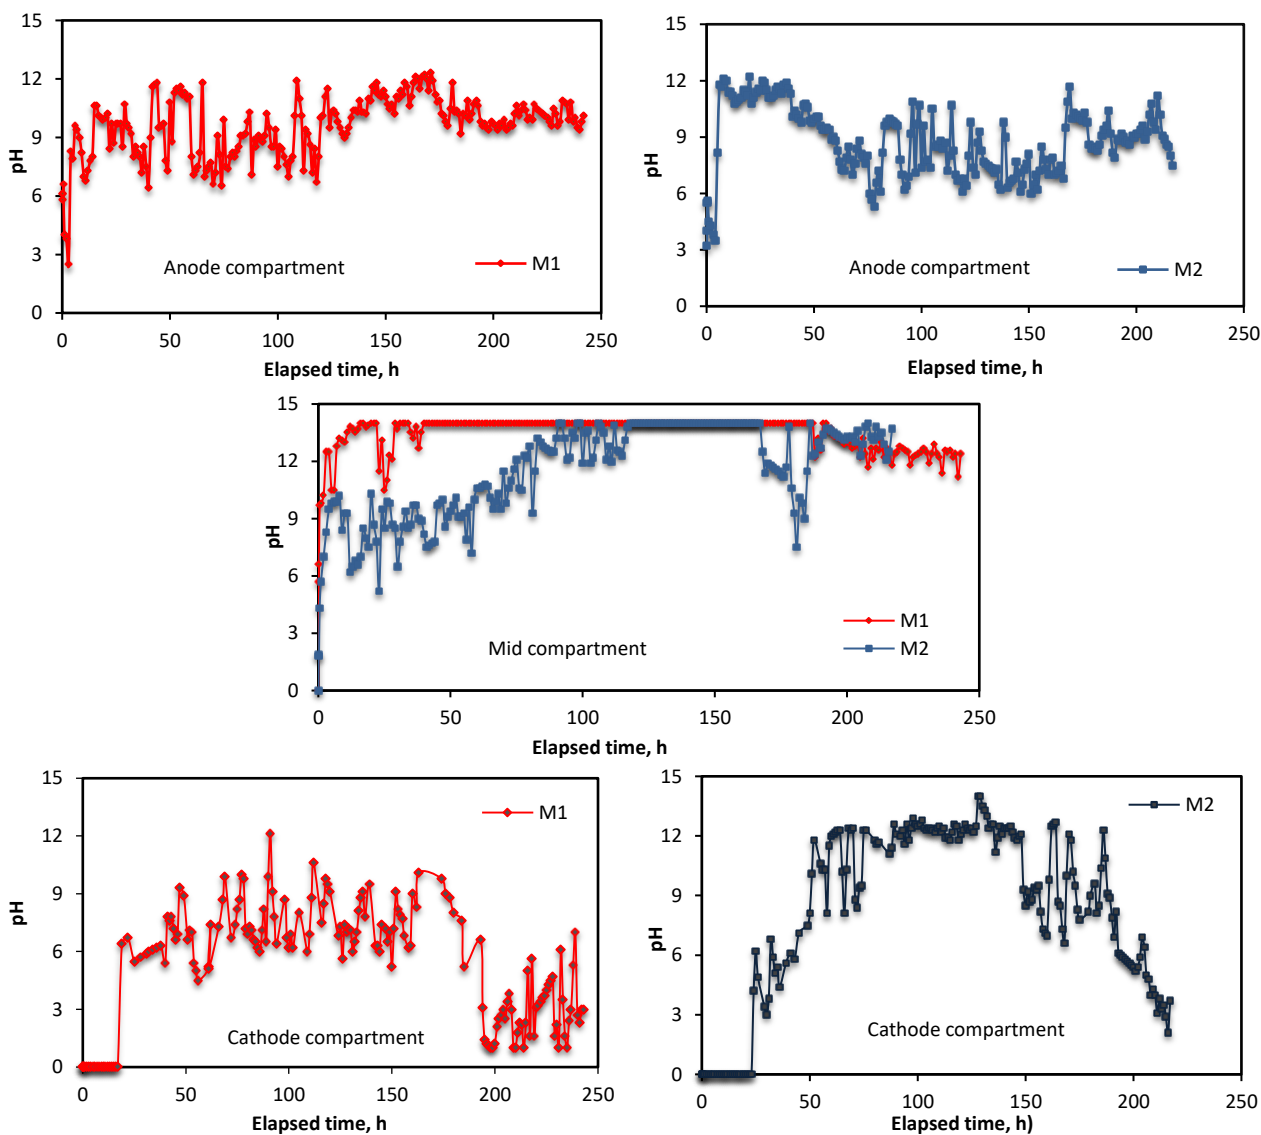 15
12
9
6
3
0
pH
0 50 100 150 200 250
Elapsed time, h
Anode compartment
M1
15
12
9
6
3
0
pH
0 50 100 150 200 250
Elapsed time, h
Anode compartment
M2
15
12
9
6
3
0
pH
0 50 100 150 200 250
Elapsed time, h
Mid compartment
M1
M2
15
12
9
6
3
0
pH
0 50 100 150 200 250
Elapsed time, h
Cathode compartment
M1
15
12
9
6
3
0
pH
0 50 100 150 200 250
Elapsed time, h)
Cathode compartment
M2